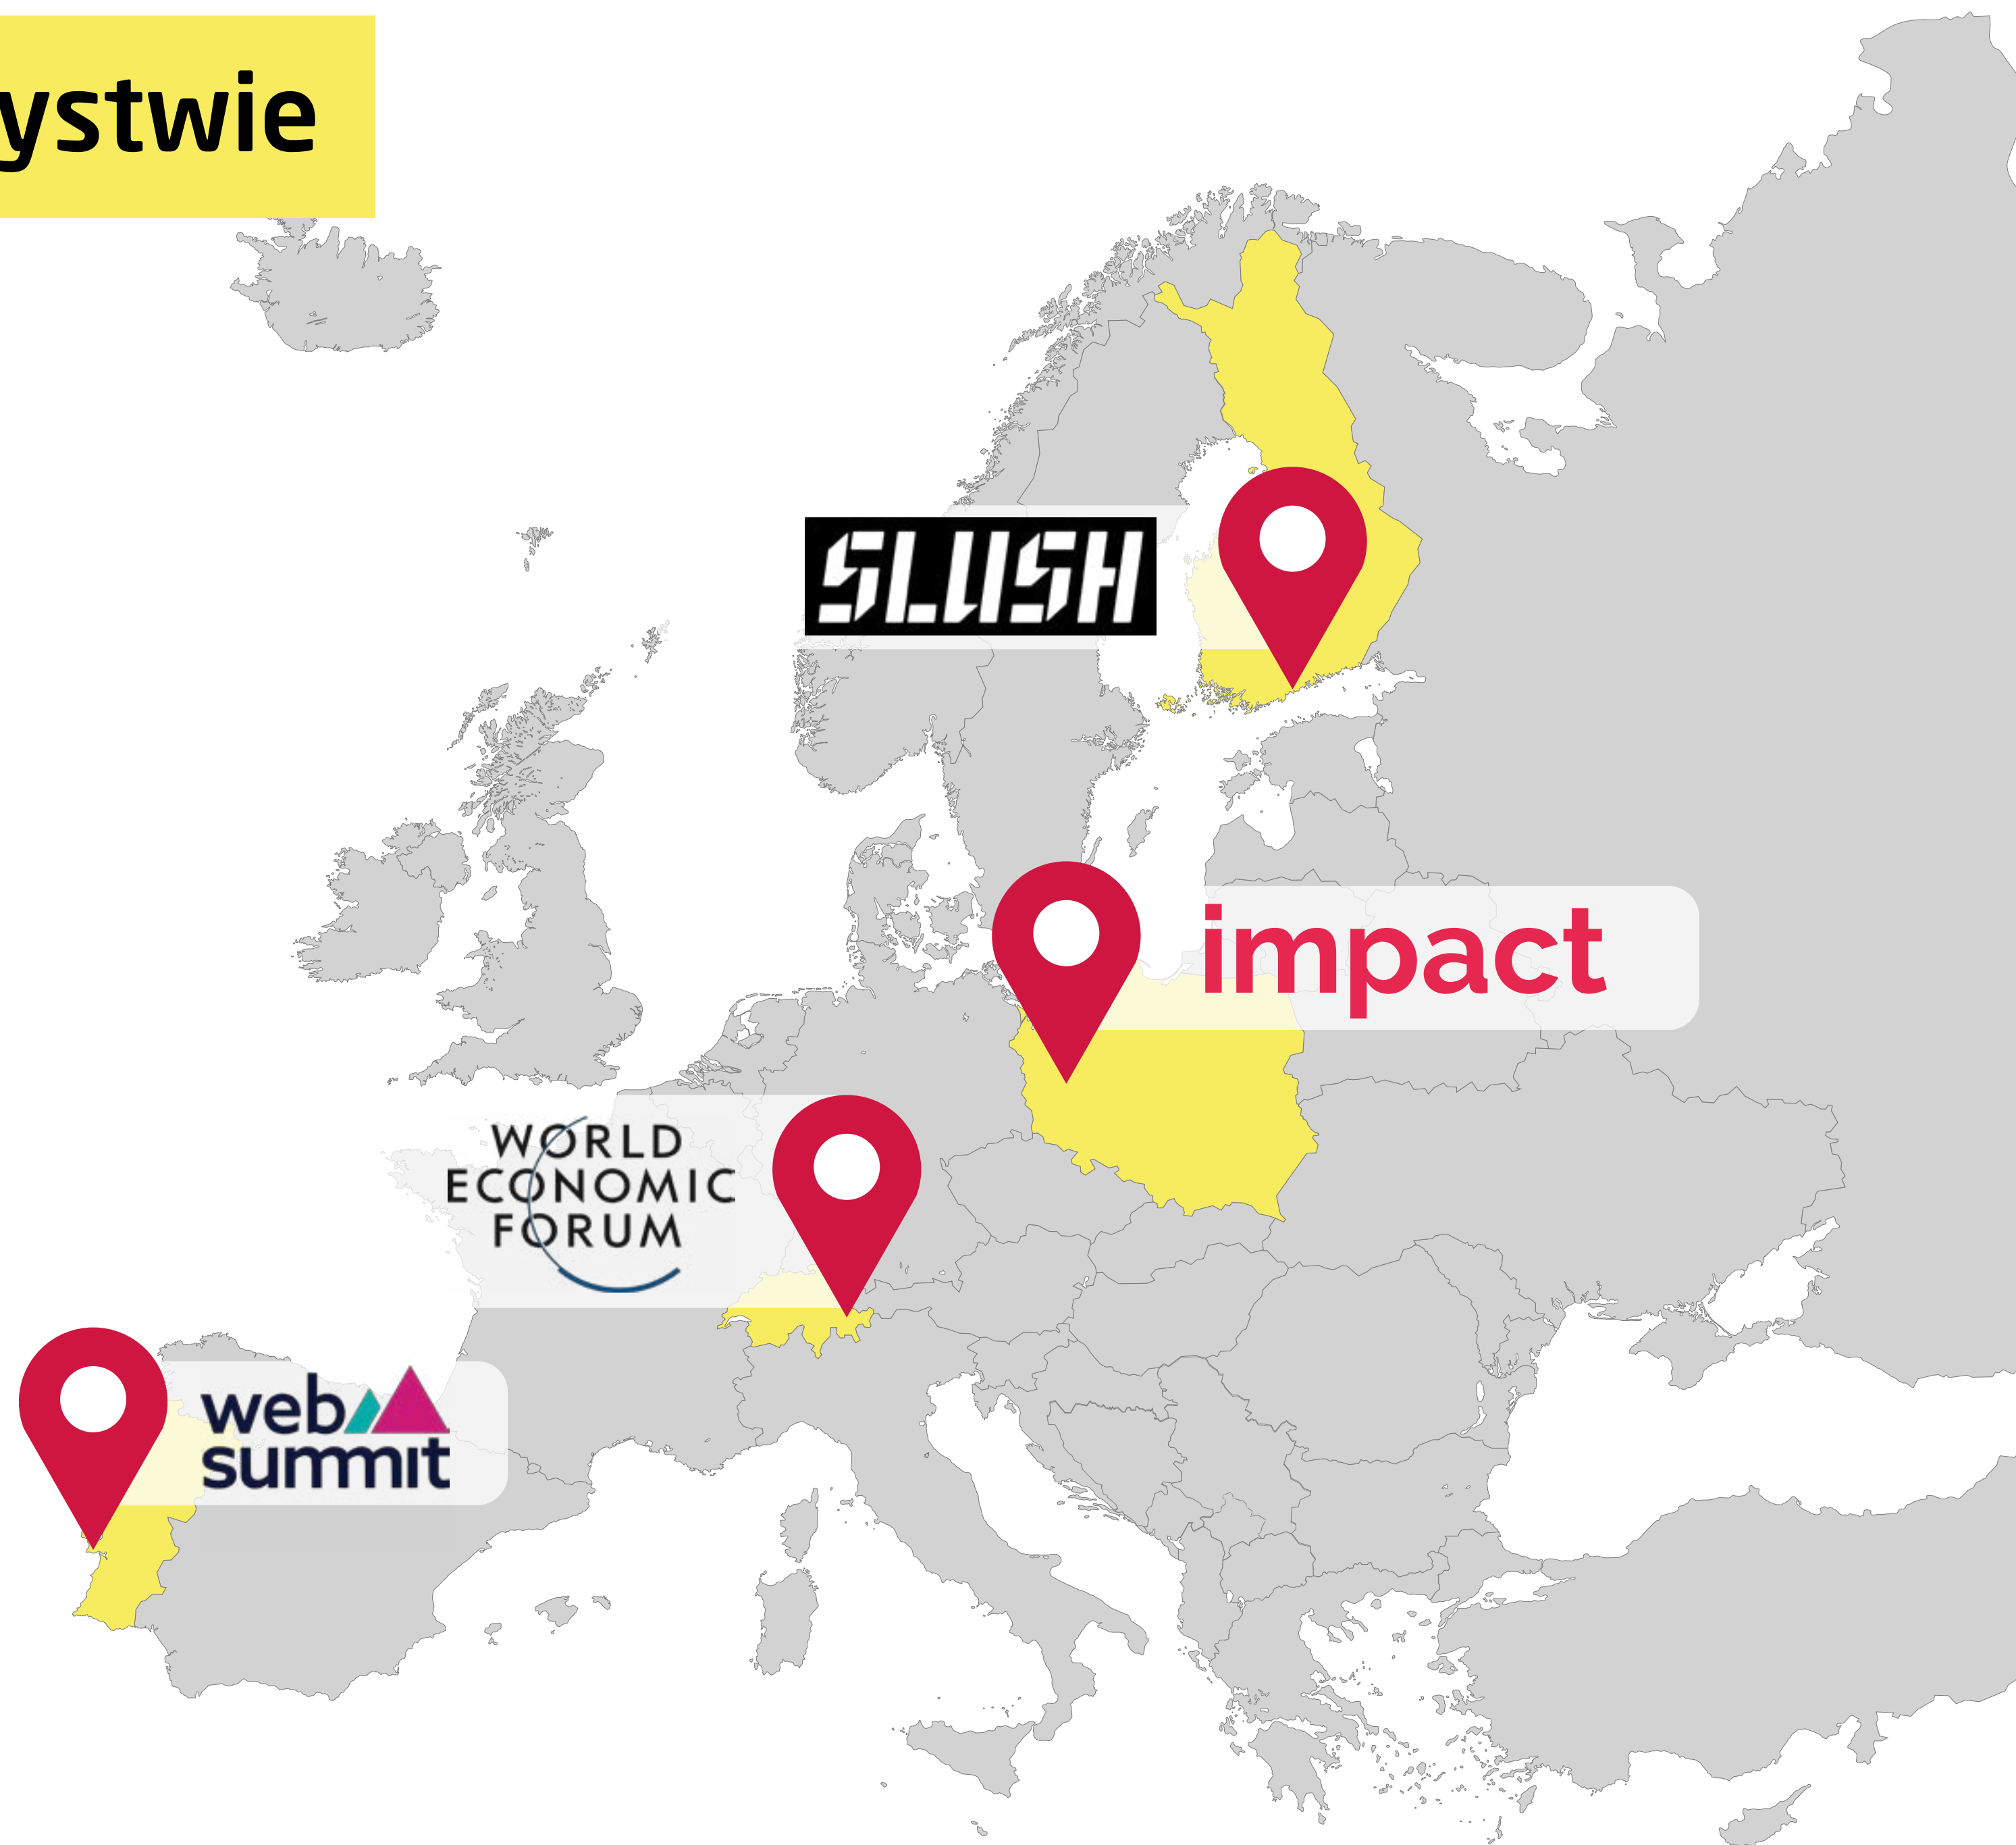 ystwie
SLUSH
impact
WORLD
ECONOMIC
FORUM
web
summit